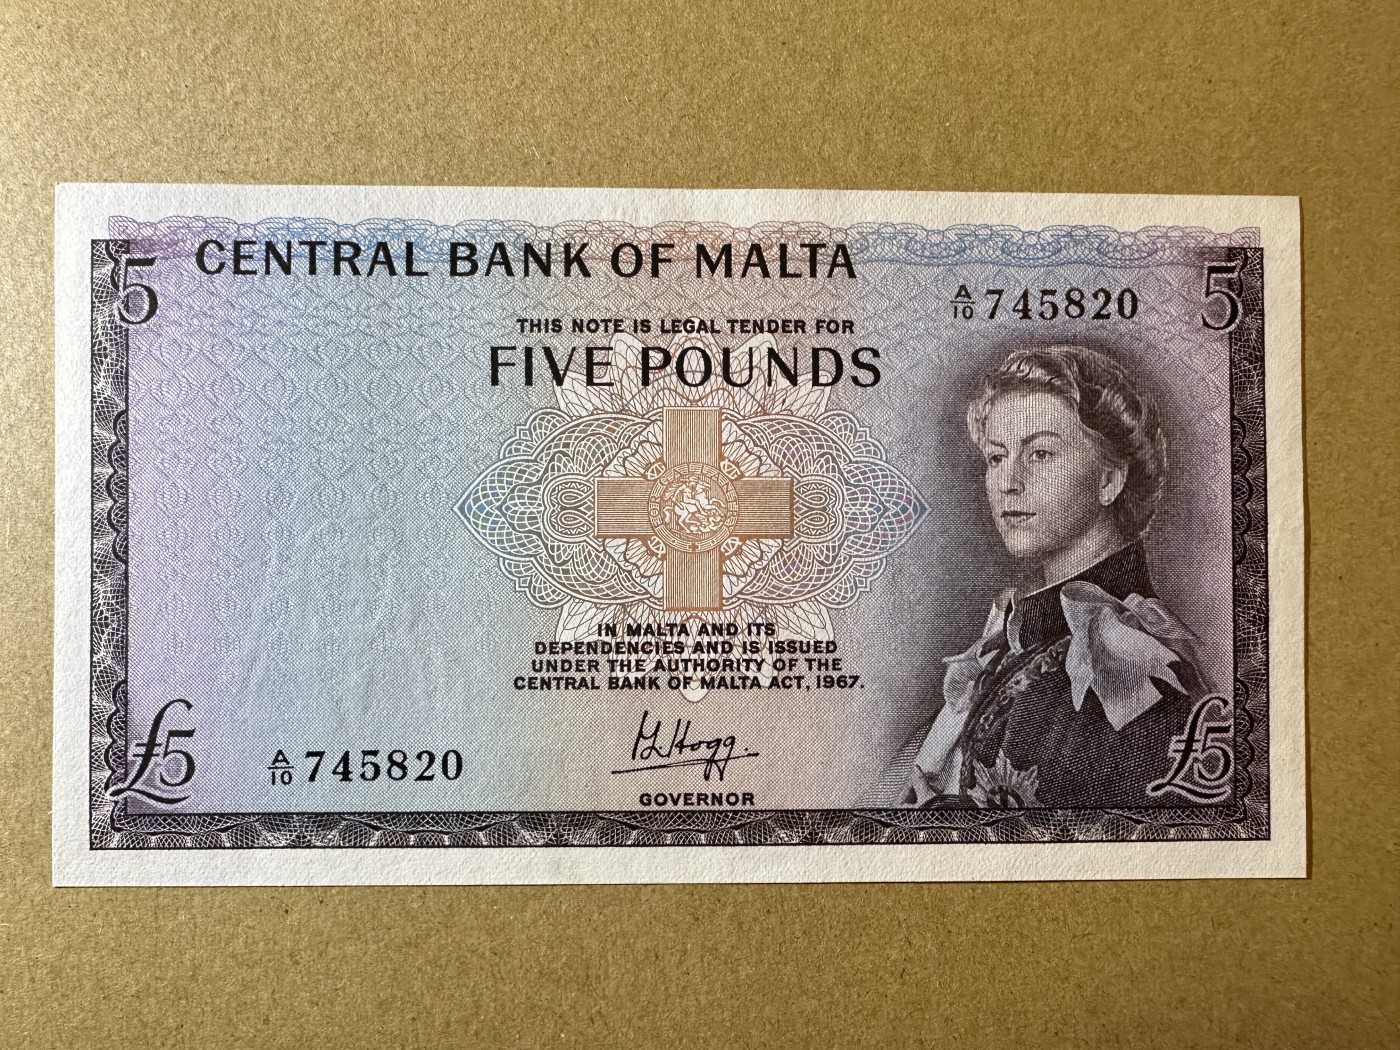 5 CENTRAL BANK OF MALTA
A/10 745820 5
THIS NOTE IS LEGAL TENDER FOR
FIVE POUNDS
IN MALTA AND ITS
DEPENDENCIES AND IS ISSUED
UNDER THE AUTHORITY OF THE
CENTRAL BANK OF MALTA ACT, 1967.
£5 A/10 745820
Hogg.
GOVERNOR
£5